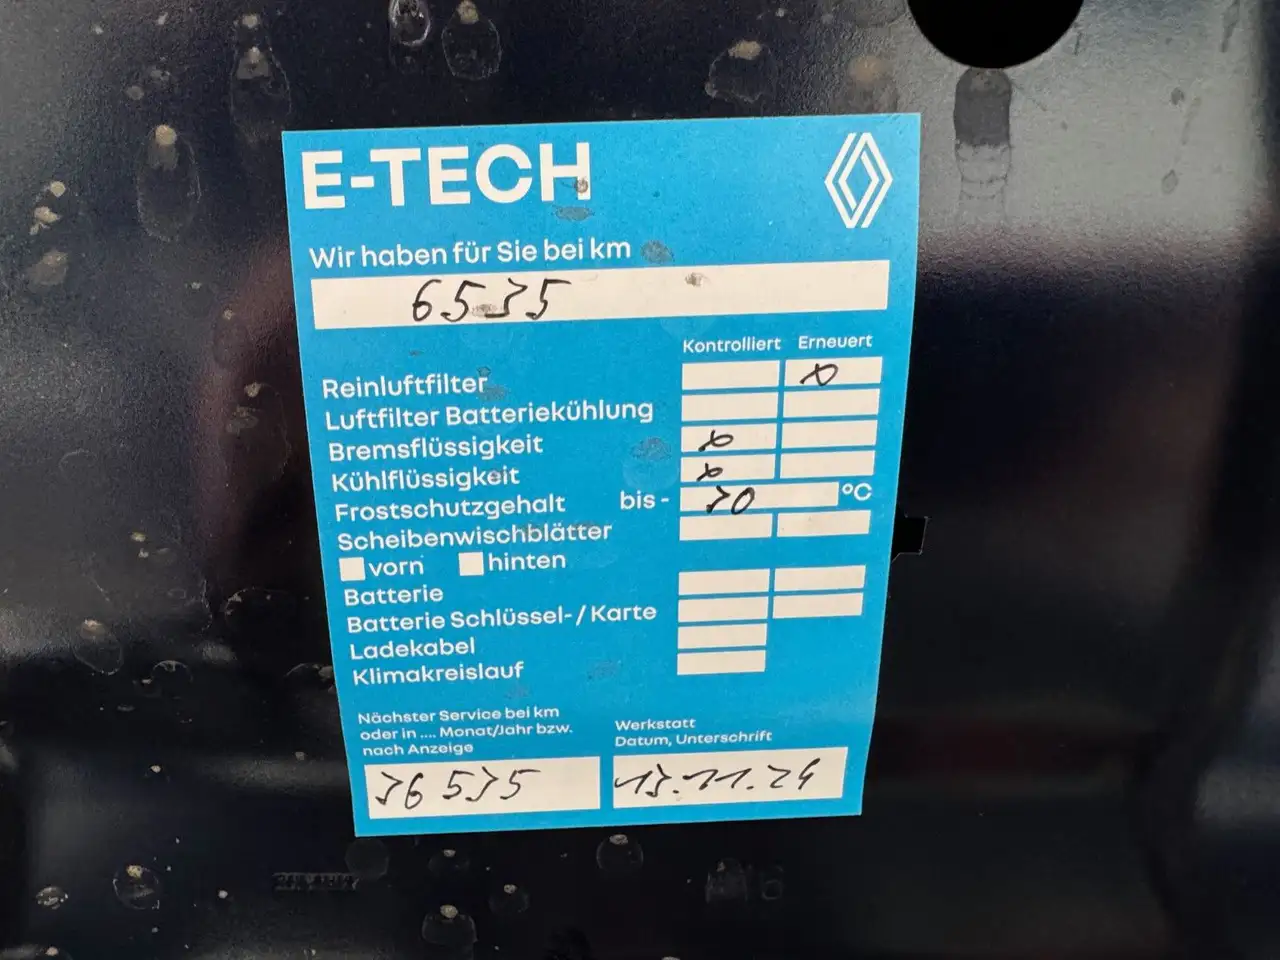 E-TECH
Wir haben für Sie bei km
6535
Kontrolliert Erneuert
Reinluftfilter x
Luftfilter Batteriekühlung
Bremsflüssigkeit x
Kühlflüssigkeit x
Frostschutzgehalt bis - 30 °C
Scheibenwischblätter
vorn hinten
Batterie
Batterie Schlüssel-/Karte
Ladekabel
Klimakreislauf
Nächster Service bei km
oder in .... Monat/Jahr bzw.
nach Anzeige
36535
Werkstatt
Datum, Unterschrift
13.11.24